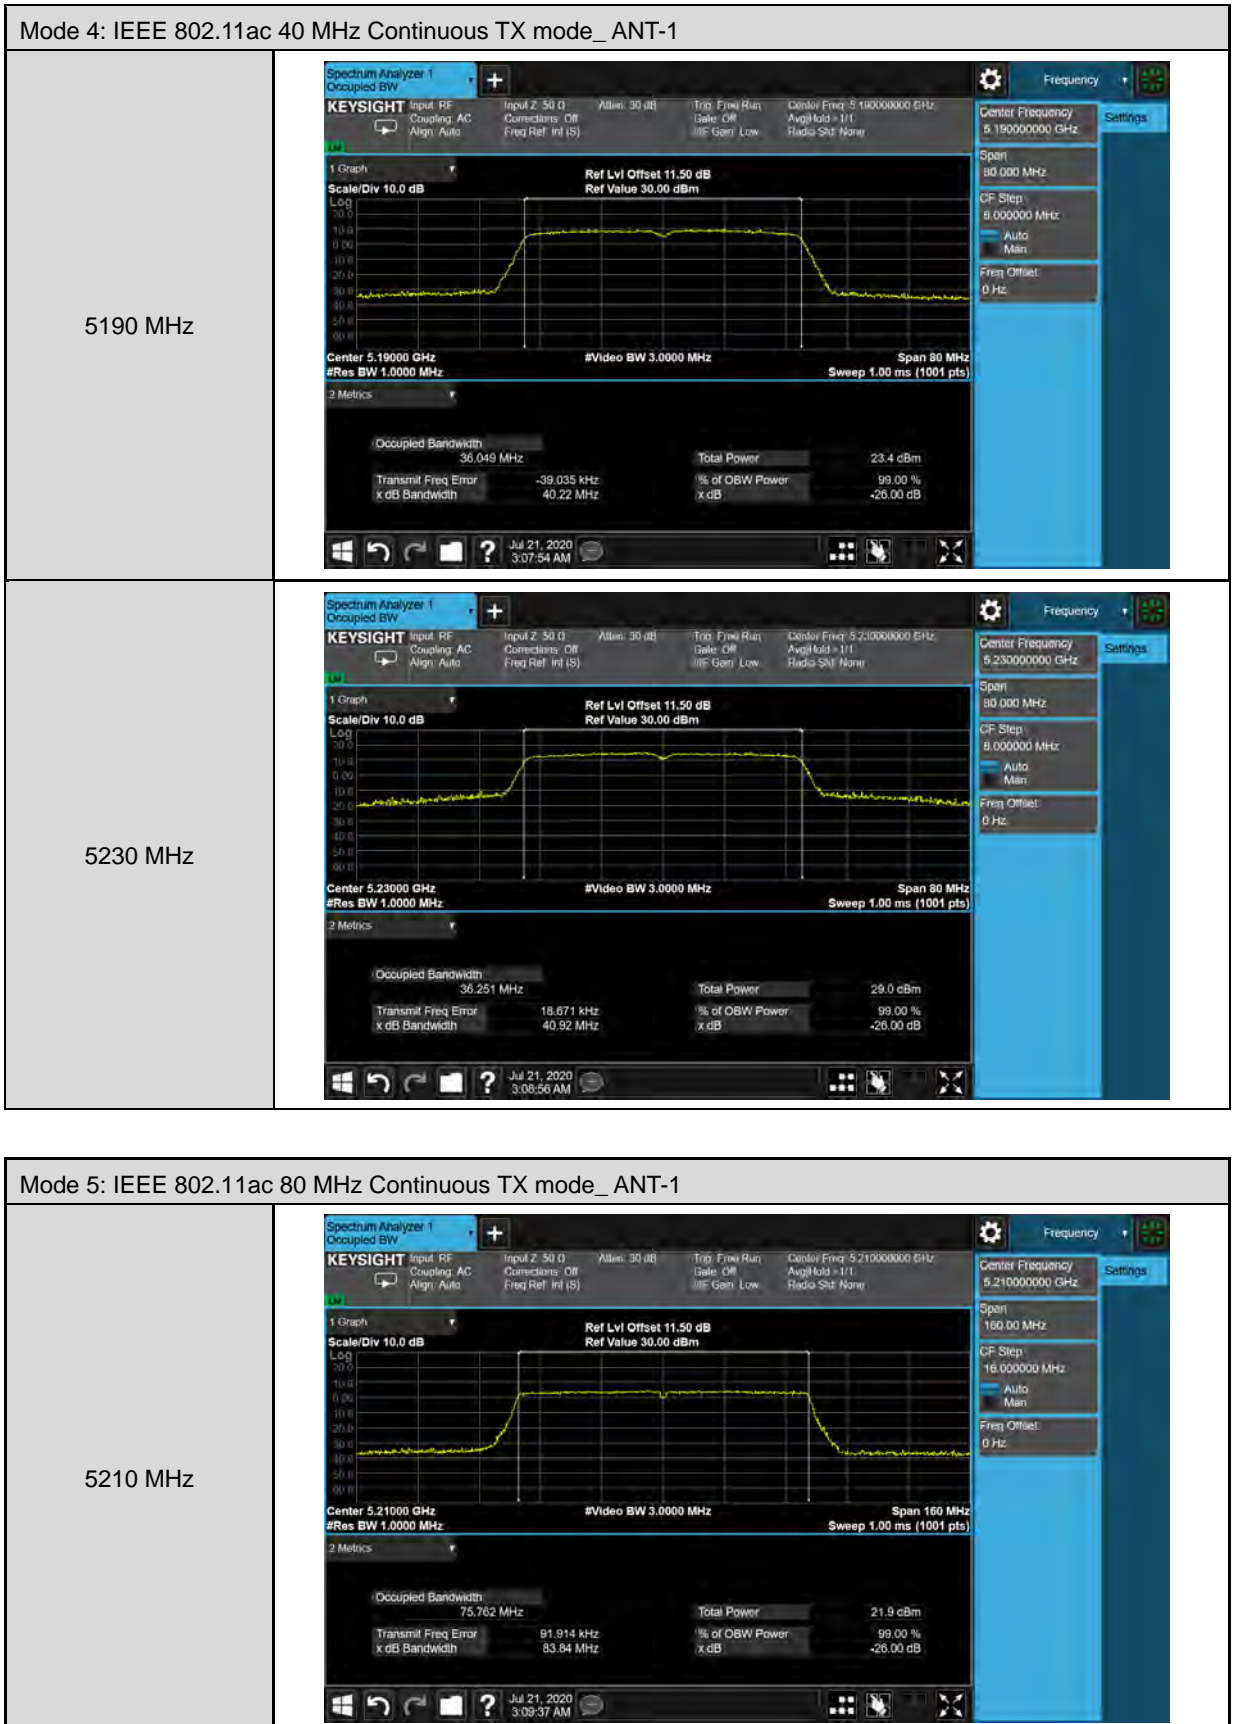 Mode 4: IEEE 802.11ac 40 MHz Continuous TX mode_ ANT-1
5190 MHz
Spectrum Analyzer 1
Occupied BW
Frequency
KEYSIGHT Input: RF
Coupling: AC
Align: Auto
Input Z: 50 Ω
Corrections: Off
Freq Ref: Int (S)
Atten: 30 dB
Trig: Free Run
Gate: Off
#IF Gain: Low
Center Freq: 5.190000000 GHz
Avg|Hold: >1/1
Radio Std: None
Center Frequency
5.190000000 GHz
Settings
Span
80.000 MHz
CF Step
8.000000 MHz
Auto
Man
Freq Offset
0 Hz
1 Graph
Scale/Div 10.0 dB
Ref Lvl Offset 11.50 dB
Ref Value 30.00 dBm
Log
20.0
10.0
0.00
Center 5.19000 GHz
#Res BW 1.0000 MHz
#Video BW 3.0000 MHz
Span 80 MHz
Sweep 1.00 ms (1001 pts)
2 Metrics
Occupied Bandwidth
36.049 MHz
Total Power 23.4 dBm
Transmit Freq Error -39.035 kHz
% of OBW Power 99.00 %
x dB Bandwidth 40.22 MHz
x dB -26.00 dB
Jul 21, 2020
3:07:54 AM
5230 MHz
Spectrum Analyzer 1
Occupied BW
Frequency
KEYSIGHT Input: RF
Coupling: AC
Align: Auto
Input Z: 50 Ω
Corrections: Off
Freq Ref: Int (S)
Atten: 30 dB
Trig: Free Run
Gate: Off
#IF Gain: Low
Center Freq: 5.230000000 GHz
Avg|Hold: >1/1
Radio Std: None
Center Frequency
5.230000000 GHz
Settings
Span
80.000 MHz
CF Step
8.000000 MHz
Auto
Man
Freq Offset
0 Hz
1 Graph
Scale/Div 10.0 dB
Ref Lvl Offset 11.50 dB
Ref Value 30.00 dBm
Log
20.0
10.0
0.00
Center 5.23000 GHz
#Res BW 1.0000 MHz
#Video BW 3.0000 MHz
Span 80 MHz
Sweep 1.00 ms (1001 pts)
2 Metrics
Occupied Bandwidth
36.251 MHz
Total Power 29.0 dBm
Transmit Freq Error 18.671 kHz
% of OBW Power 99.00 %
x dB Bandwidth 40.92 MHz
x dB -26.00 dB
Jul 21, 2020
3:08:56 AM
Mode 5: IEEE 802.11ac 80 MHz Continuous TX mode_ ANT-1
5210 MHz
Spectrum Analyzer 1
Occupied BW
Frequency
KEYSIGHT Input: RF
Coupling: AC
Align: Auto
Input Z: 50 Ω
Corrections: Off
Freq Ref: Int (S)
Atten: 30 dB
Trig: Free Run
Gate: Off
#IF Gain: Low
Center Freq: 5.210000000 GHz
Avg|Hold: >1/1
Radio Std: None
Center Frequency
5.210000000 GHz
Settings
Span
160.00 MHz
CF Step
16.000000 MHz
Auto
Man
Freq Offset
0 Hz
1 Graph
Scale/Div 10.0 dB
Ref Lvl Offset 11.50 dB
Ref Value 30.00 dBm
Log
20.0
10.0
0.00
Center 5.21000 GHz
#Res BW 1.0000 MHz
#Video BW 3.0000 MHz
Span 160 MHz
Sweep 1.00 ms (1001 pts)
2 Metrics
Occupied Bandwidth
75.762 MHz
Total Power 21.9 dBm
Transmit Freq Error 91.914 kHz
% of OBW Power 99.00 %
x dB Bandwidth 83.84 MHz
x dB -26.00 dB
Jul 21, 2020
3:09:37 AM